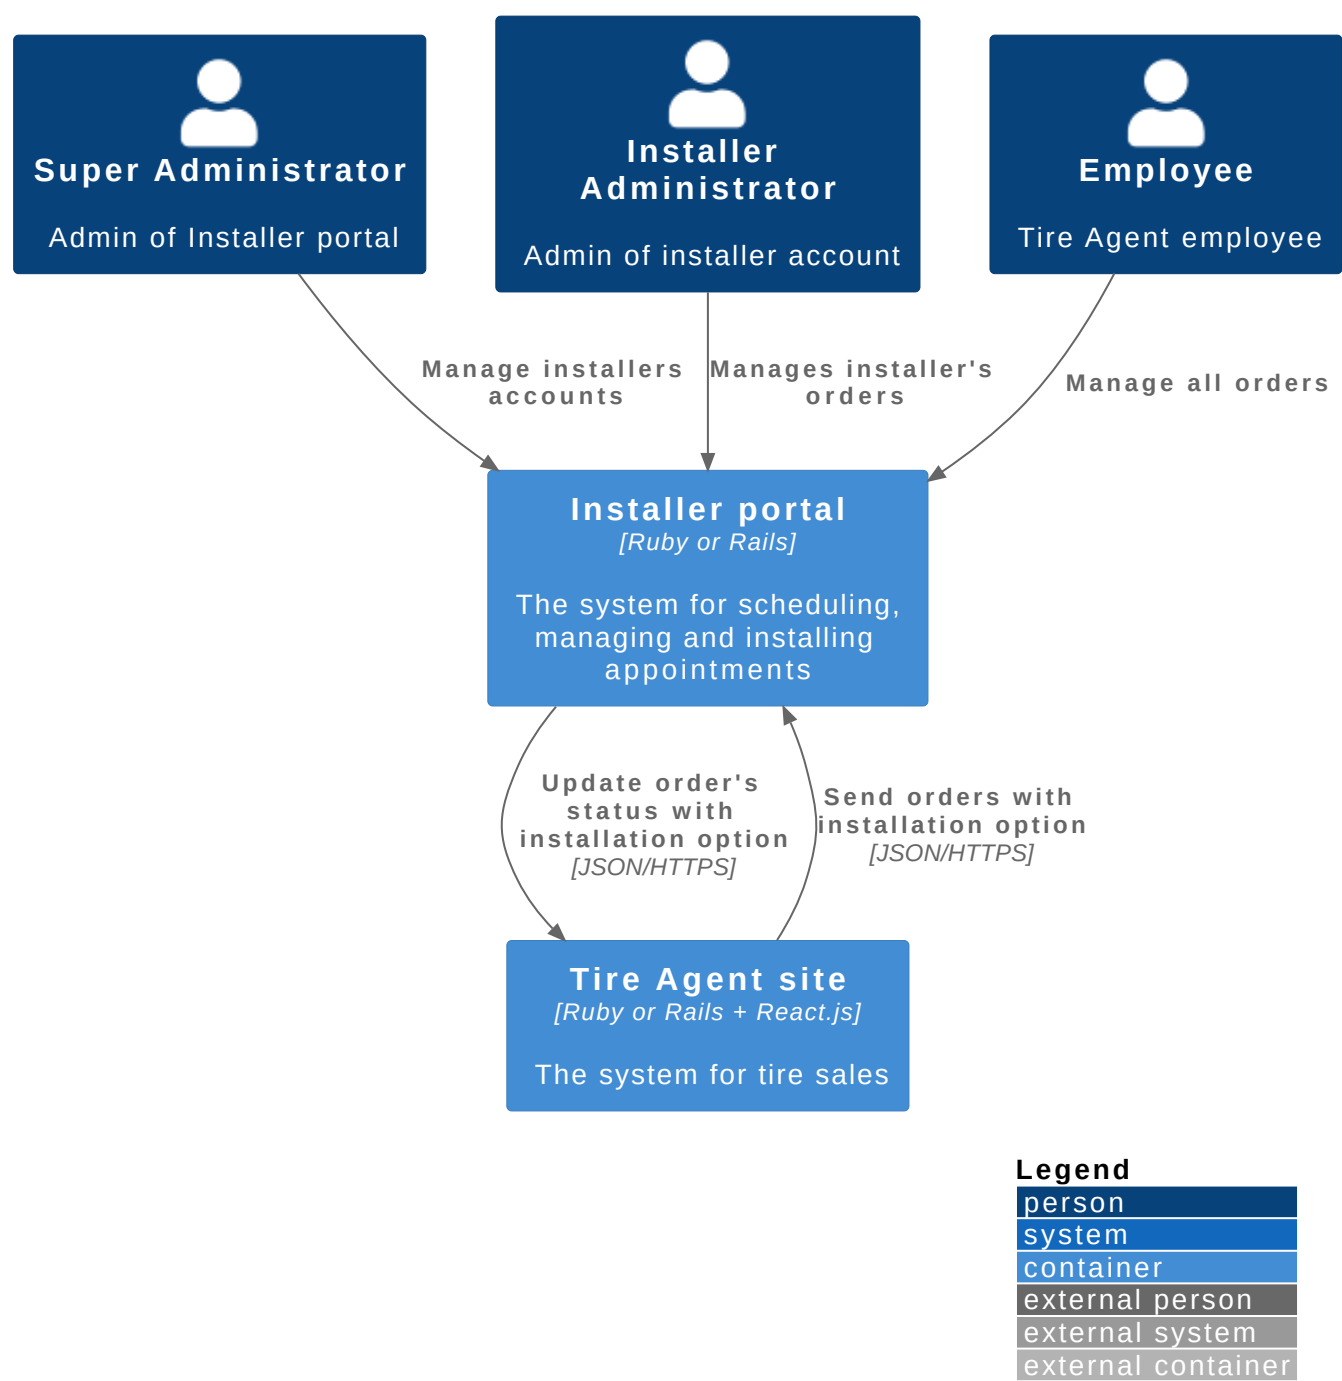 Super Administrator
Admin of Installer portal
Installer
Administrator
Admin of installer account
Employee
Tire Agent employee
Manage installers
accounts
Manages installer's
orders
Manage all orders
Installer portal
[Ruby or Rails]
The system for scheduling,
managing and installing
appointments
Update order's
status with
installation option
[JSON/HTTPS]
Send orders with
installation option
[JSON/HTTPS]
Tire Agent site
[Ruby or Rails + React.js]
The system for tire sales
Legend
person
system
container
external person
external system
external container